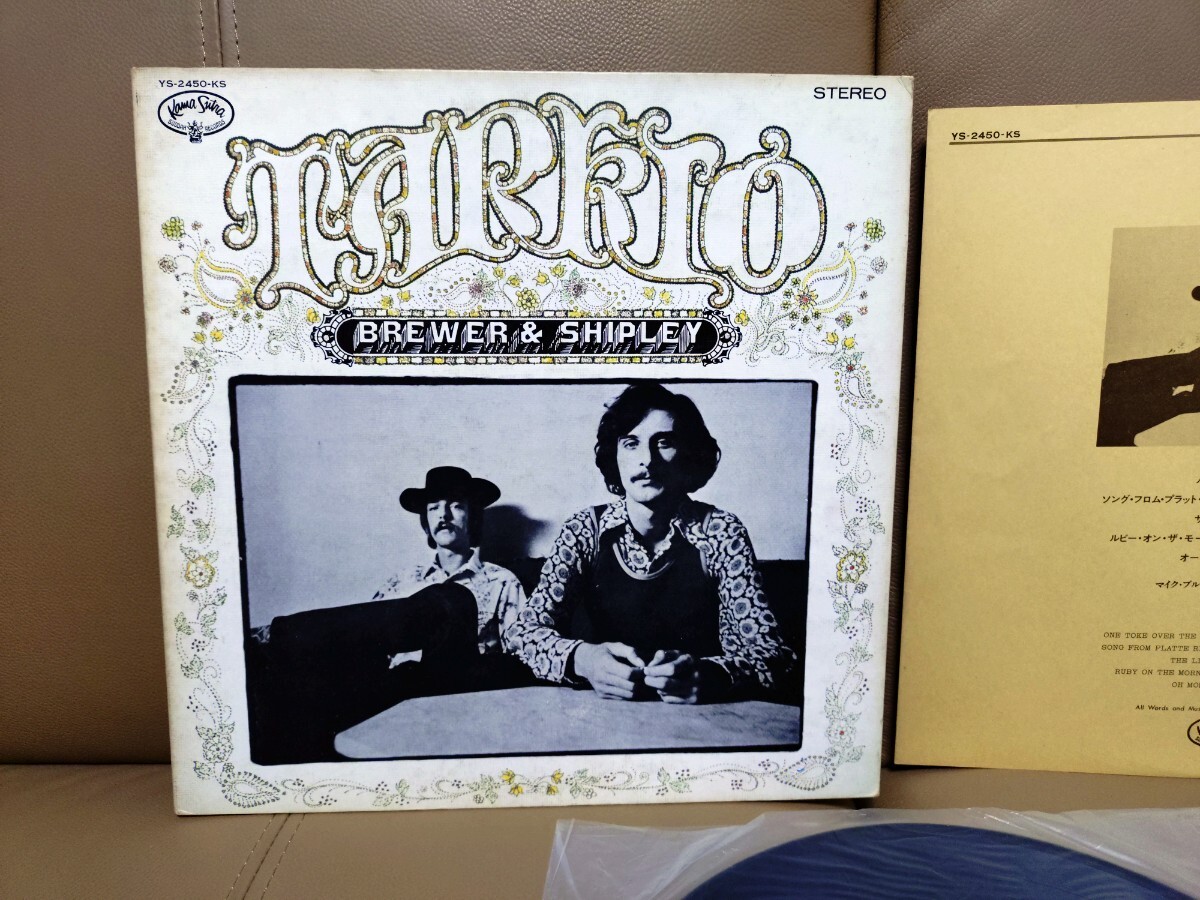 YS-2450-KS
Kama Sutra
STEREO
TARKIO
BREWER & SHIPLEY
YS-2450-KS
ソング・フロム・プラット・
ルビー・オン・ザ・モー
オー
マイク・ブル
ONE TOKE OVER THE
SONG FROM PLATTE R
THE L
RUBY ON THE MORN
OH MO
All Words and Mu